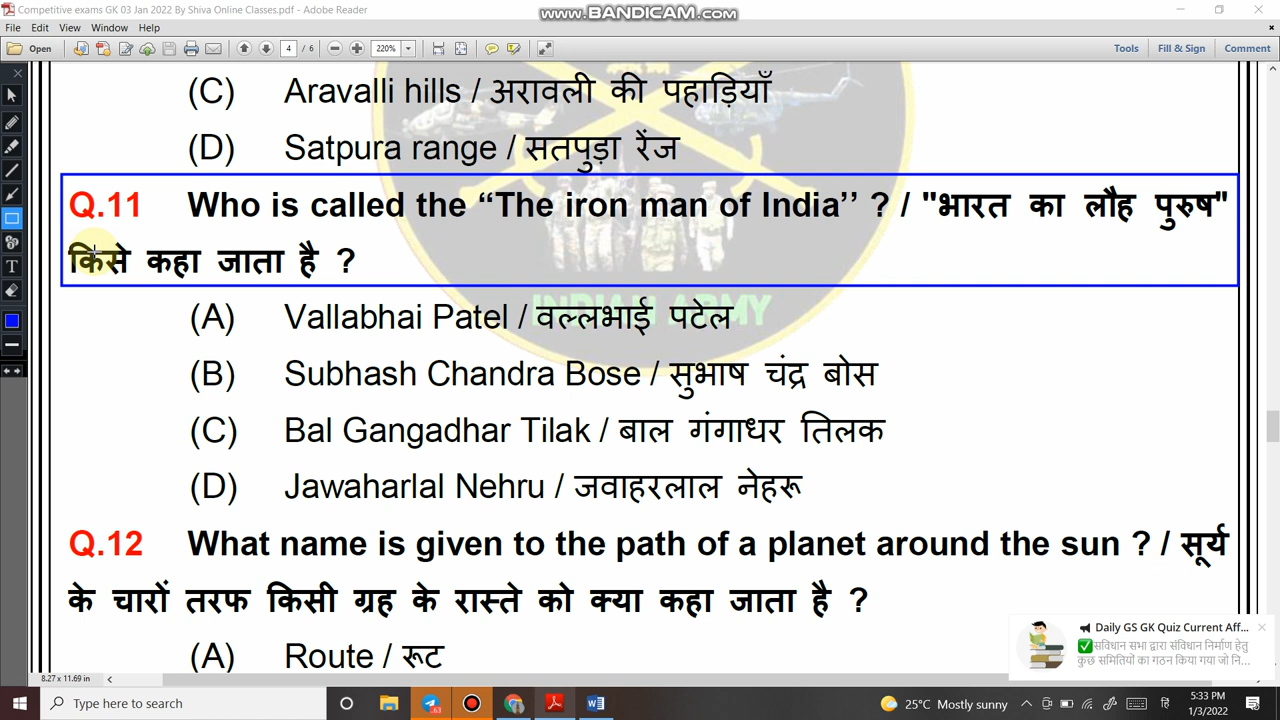 Competitive exams GK 03 Jan 2022 By Shiva Online Classes.pdf - Adobe Reader
www.BANDICAM.com
File Edit View Window Help
Open 4 / 6 220% Tools Fill & Sign Comment
(C) Aravalli hills / अरावली की पहाड़ियाँ
(D) Satpura range / सतपुड़ा रेंज
Q.11 Who is called the “The iron man of India’’ ? / "भारत का लौह पुरुष"
किसे कहा जाता है ?
INDIAN ARMY
(A) Vallabhai Patel / वल्लभाई पटेल
(B) Subhash Chandra Bose / सुभाष चंद्र बोस
(C) Bal Gangadhar Tilak / बाल गंगाधर तिलक
(D) Jawaharlal Nehru / जवाहरलाल नेहरू
Q.12 What name is given to the path of a planet around the sun ? / सूर्य
के चारों तरफ किसी ग्रह के रास्ते को क्या कहा जाता है ?
(A) Route / रूट
Daily GS GK Quiz Current Aff...
सविधान सभा द्वारा संविधान निर्माण हेतु
कुछ समितियों का गठन किया गया जो नि...
8.27 x 11.69 in
Type here to search
63
25°C Mostly sunny
हि
5:33 PM
1/3/2022